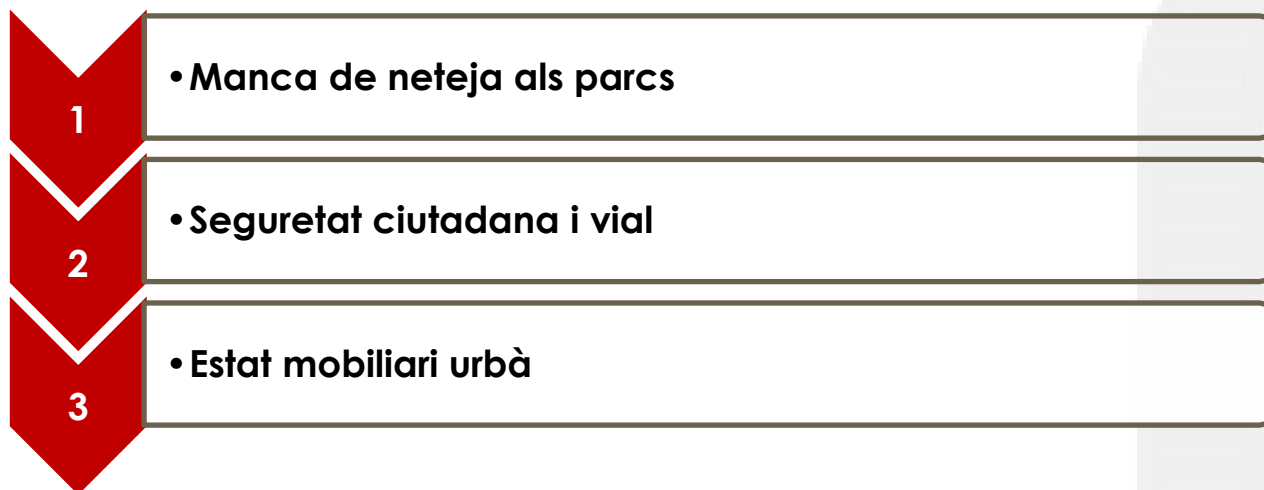 1
•Manca de neteja als parcs
2
•Seguretat ciutadana i vial
3
•Estat mobiliari urbà